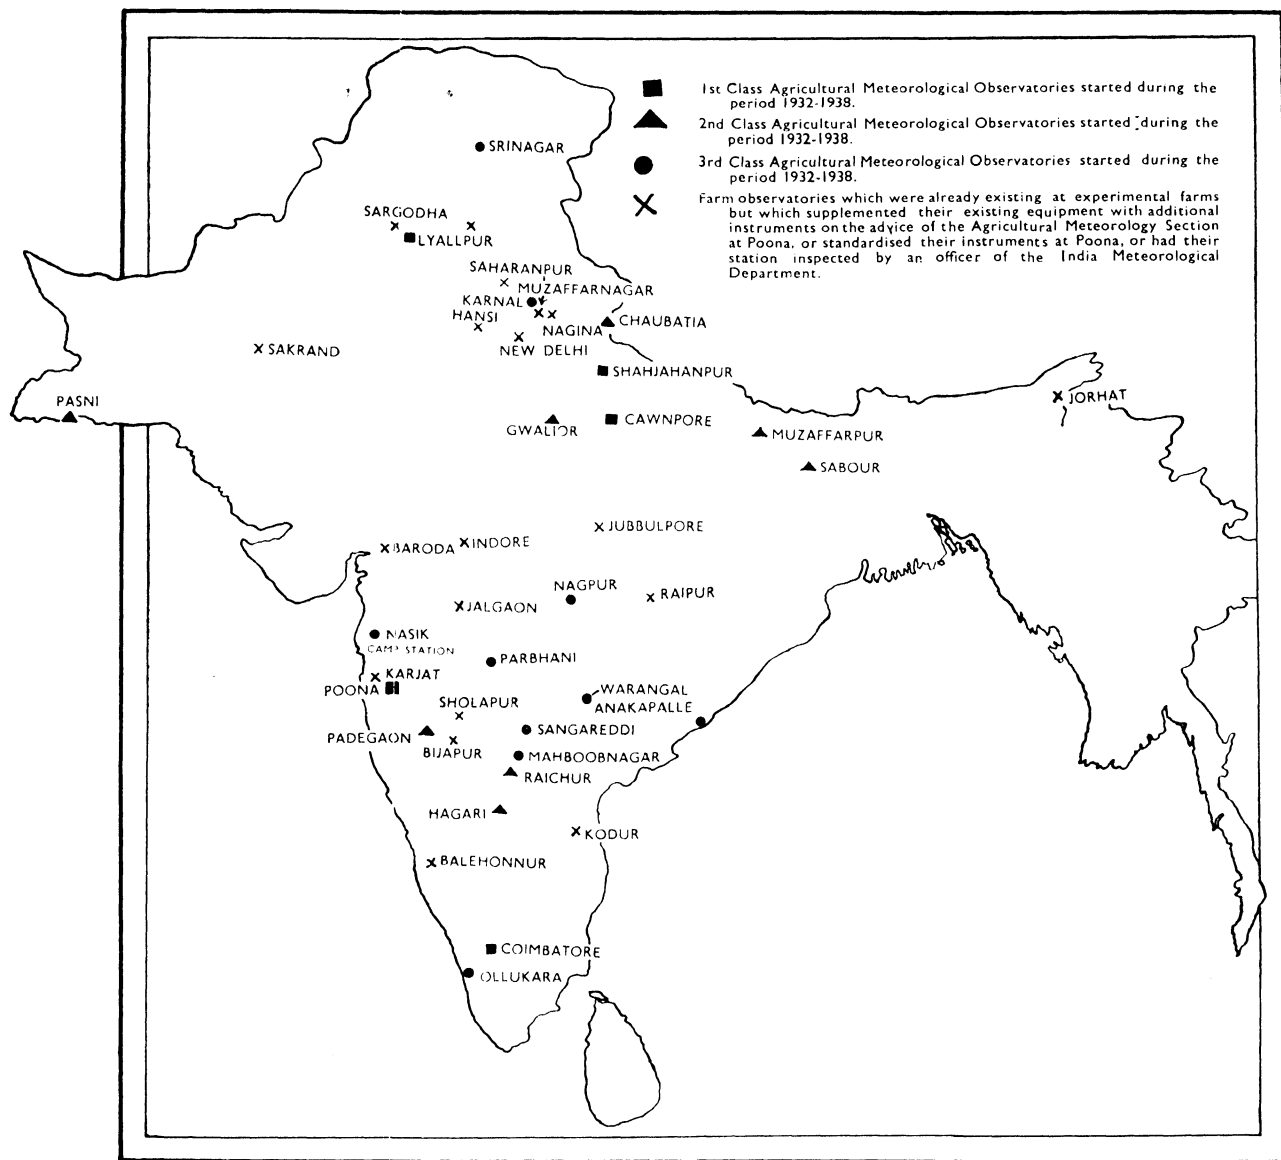 1st Class Agricultural Meteorological Observatories started during the
period 1932-1938.
2nd Class Agricultural Meteorological Observatories started during the
period 1932-1938.
3rd Class Agricultural Meteorological Observatories started during the
period 1932-1938.
Farm observatories which were already existing at experimental farms
but which supplemented their existing equipment with additional
instruments on the advice of the Agricultural Meteorology Section
at Poona, or standardised their instruments at Poona, or had their
station inspected by an officer of the India Meteorological
Department.
SRINAGAR
SARGODHA
LYALLPUR
SAHARANPUR
MUZAFFARNAGAR
KARNAL
HANSI
NAGINA
CHAUBATIA
NEW DELHI
SAKRAND
SHAHJAHANPUR
PASNI
JORHAT
GWALIOR
CAWNPORE
MUZAFFARPUR
SABOUR
JUBBULPORE
BARODA
INDORE
NAGPUR
RAIPUR
JALGAON
NASIK
CAMP STATION
PARBHANI
KARJAT
POONA
WARANGAL
SHOLAPUR
ANAKAPALLE
PADEGAON
SANGAREDDI
BIJAPUR
MAHBOOBNAGAR
RAICHUR
HAGARI
KODUR
BALEHONNUR
COIMBATORE
OLLUKARA